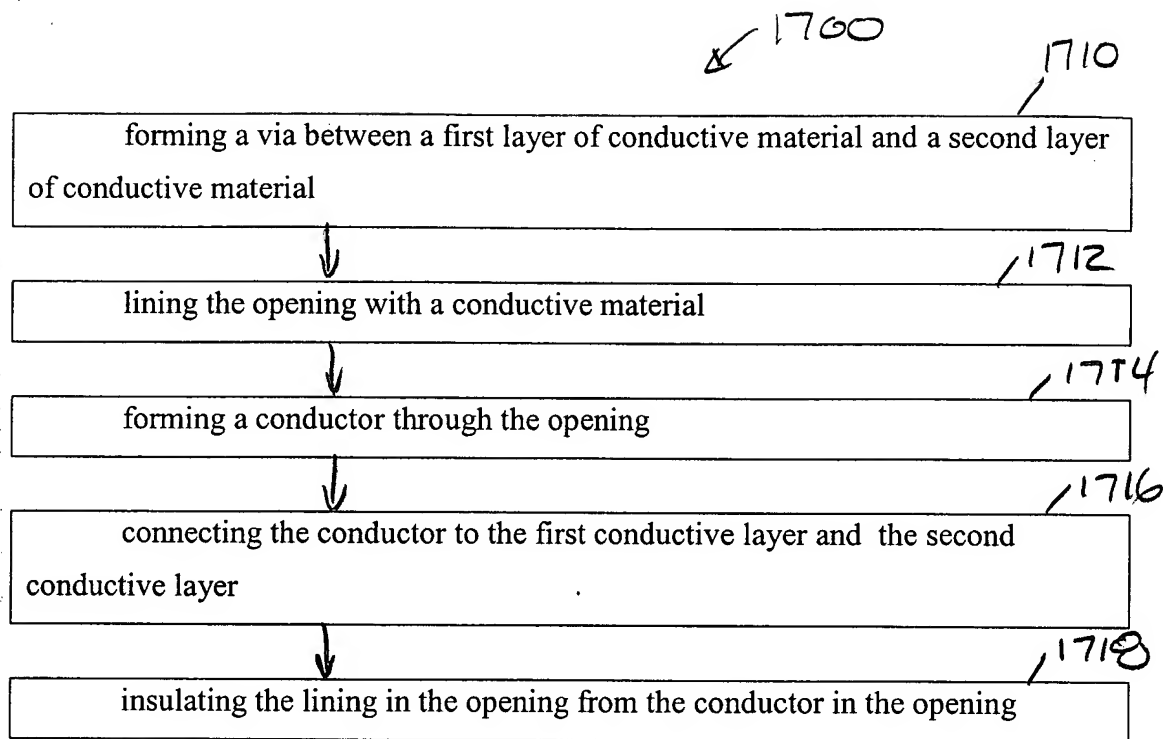 1700
1710
forming a via between a first layer of conductive material and a second layer
of conductive material
1712
lining the opening with a conductive material
1714
forming a conductor through the opening
1716
connecting the conductor to the first conductive layer and the second
conductive layer
1718
insulating the lining in the opening from the conductor in the opening